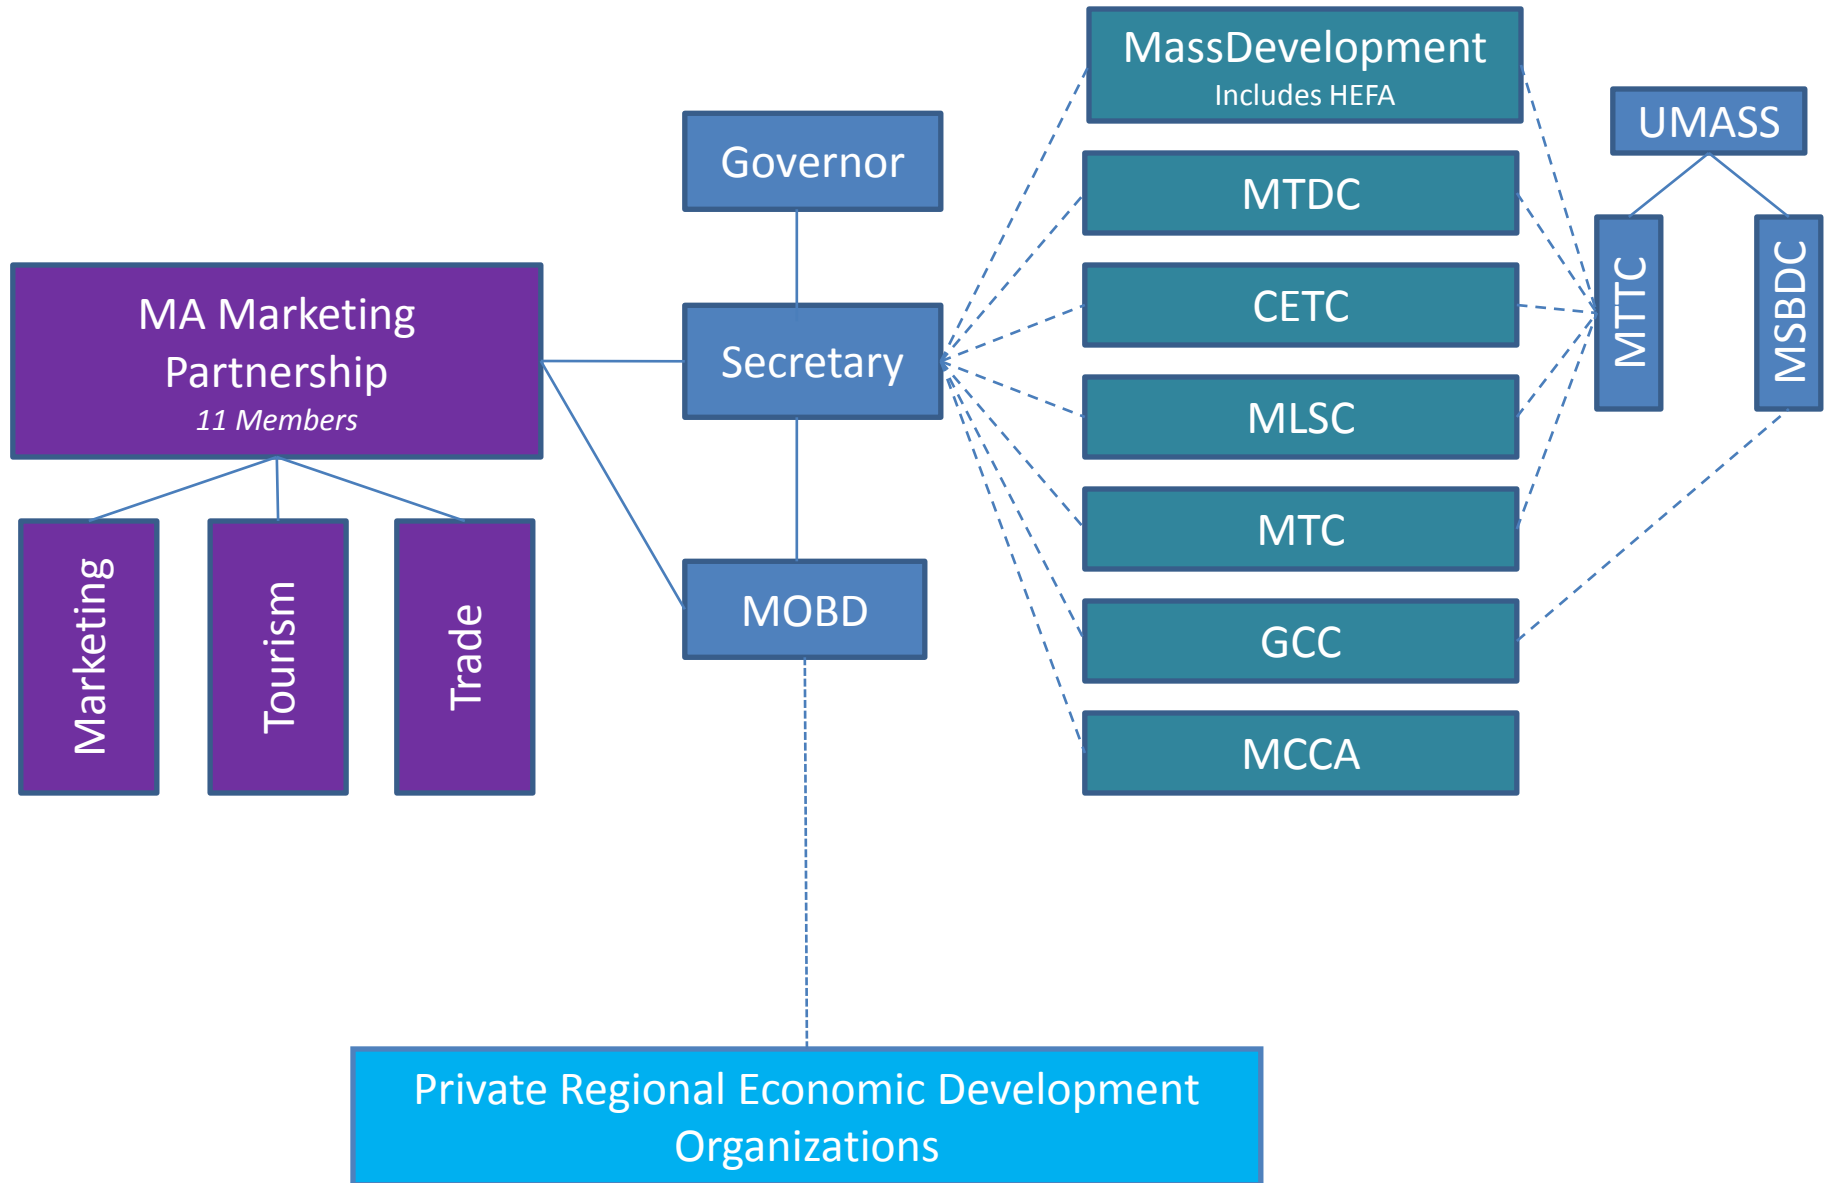 MassDevelopment
Includes HEFA
UMASS
Governor
MTDC
MTTC
MSBDC
MA Marketing
Partnership
11 Members
Secretary
CETC
MLSC
MTC
Marketing
Tourism
Trade
MOBD
GCC
MCCA
Private Regional Economic Development
Organizations